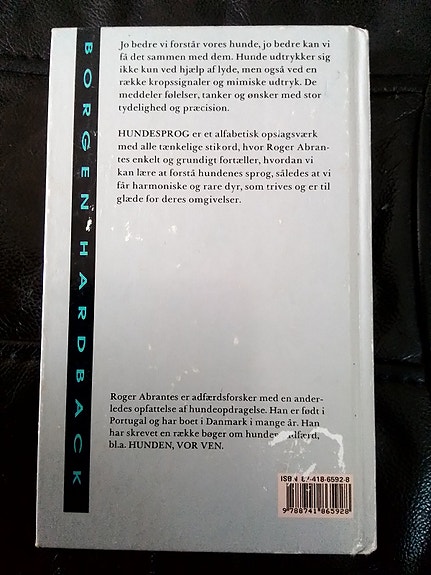 Jo bedre vi forstår vores hunde, jo bedre kan vi
få det sammen med dem. Hunde udtrykker sig
ikke kun ved hjælp af lyde, men også ved en
række kropssignaler og mimiske udtryk. De
meddeler følelser, tanker og ønsker med stor
tydelighed og præcision.
HUNDESPROG er et alfabetisk opslagsværk
med alle tænkelige stikord, hvor Roger Abran-
tes enkelt og grundigt fortæller, hvordan vi
kan lære at forstå hundenes sprog, således at vi
får harmoniske og rare dyr, som trives og er til
glæde for deres omgivelser.
Roger Abrantes er adfærdsforsker med en ander-
ledes opfattelse af hundeopdragelse. Han er født i
Portugal og har boet i Danmark i mange år. Han
har skrevet en række bøger om hunde
bl.a. HUNDEN, VOR VEN.
BORGEN HARDBACK
ISBN 87-418-6592-8
9 788741 865928